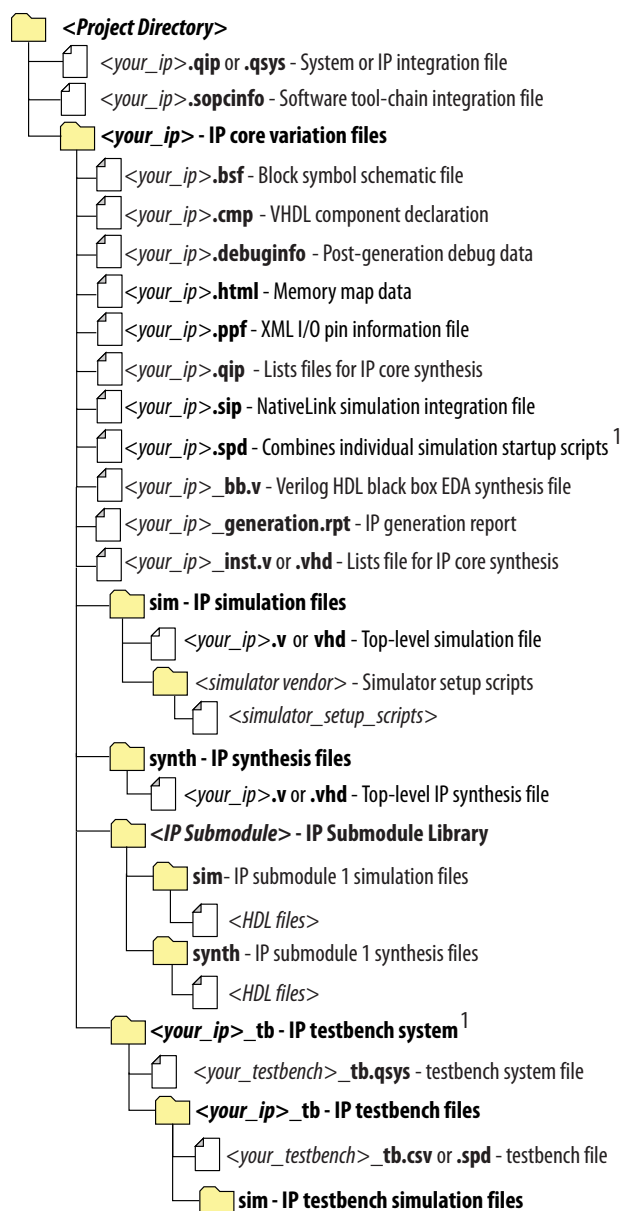 <Project Directory>
<your_ip>.qip or .qsys - System or IP integration file
<your_ip>.sopcinfo - Software tool-chain integration file
<your_ip> - IP core variation files
<your_ip>.bsf - Block symbol schematic file
<your_ip>.cmp - VHDL component declaration
<your_ip>.debuginfo - Post-generation debug data
<your_ip>.html - Memory map data
<your_ip>.ppf - XML I/O pin information file
<your_ip>.qip - Lists files for IP core synthesis
<your_ip>.sip - NativeLink simulation integration file
<your_ip>.spd - Combines individual simulation startup scripts 1
<your_ip>_bb.v - Verilog HDL black box EDA synthesis file
<your_ip>_generation.rpt - IP generation report
<your_ip>_inst.v or .vhd - Lists file for IP core synthesis
sim - IP simulation files
<your_ip>.v or vhd - Top-level simulation file
<simulator vendor> - Simulator setup scripts
<simulator_setup_scripts>
synth - IP synthesis files
<your_ip>.v or .vhd - Top-level IP synthesis file
<IP Submodule> - IP Submodule Library
sim- IP submodule 1 simulation files
<HDL files>
synth - IP submodule 1 synthesis files
<HDL files>
<your_ip>_tb - IP testbench system 1
<your_testbench>_tb.qsys - testbench system file
<your_ip>_tb - IP testbench files
<your_testbench>_tb.csv or .spd - testbench file
sim - IP testbench simulation files